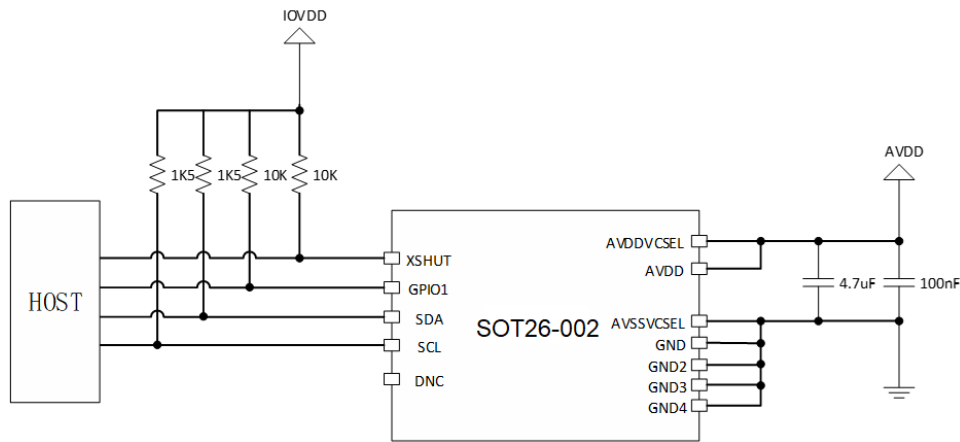 IOVDD
1K5
1K5
10K
10K
AVDD
HOST
XSHUT
GPIO1
SDA
SCL
DNC
SOT26-002
AVDDVCSEL
AVDD
AVSSVCSEL
GND
GND2
GND3
GND4
4.7uF
100nF